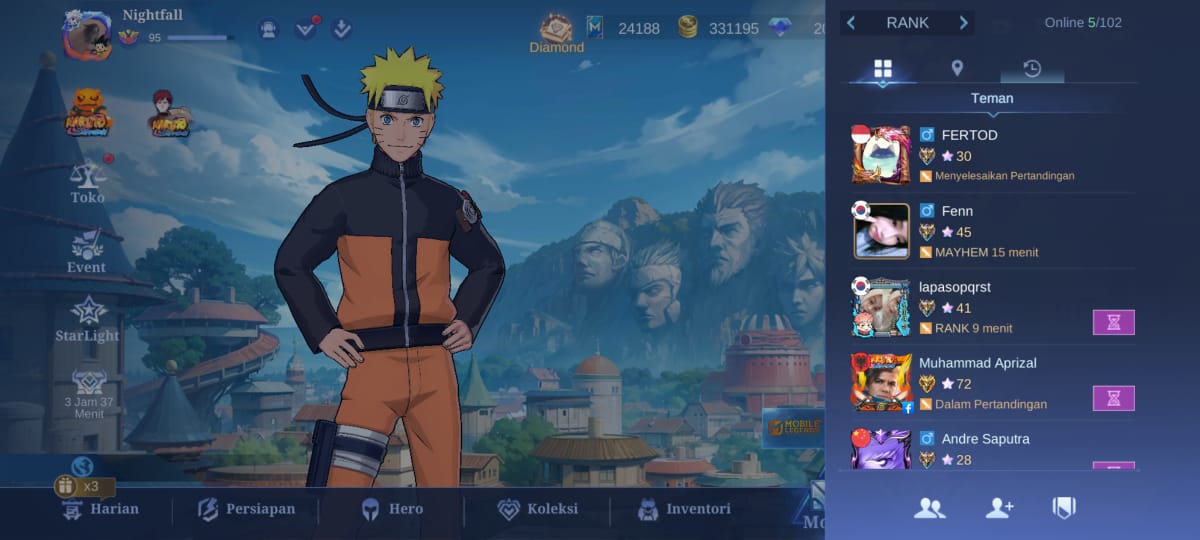 Nightfall
95
Diamond
24188
331195
Toko
Event
StarLight
3 Jam 37
Menit
x3
Harian
Persiapan
Hero
Koleksi
Inventori
MOBILE
LEGENDS
RANK
Online 5/102
Teman
FERTOD
30
Menyelesaikan Pertandingan
Fenn
45
MAYHEM 15 menit
lapasopqrst
41
RANK 9 menit
Muhammad Aprizal
72
Dalam Pertandingan
Andre Saputra
28